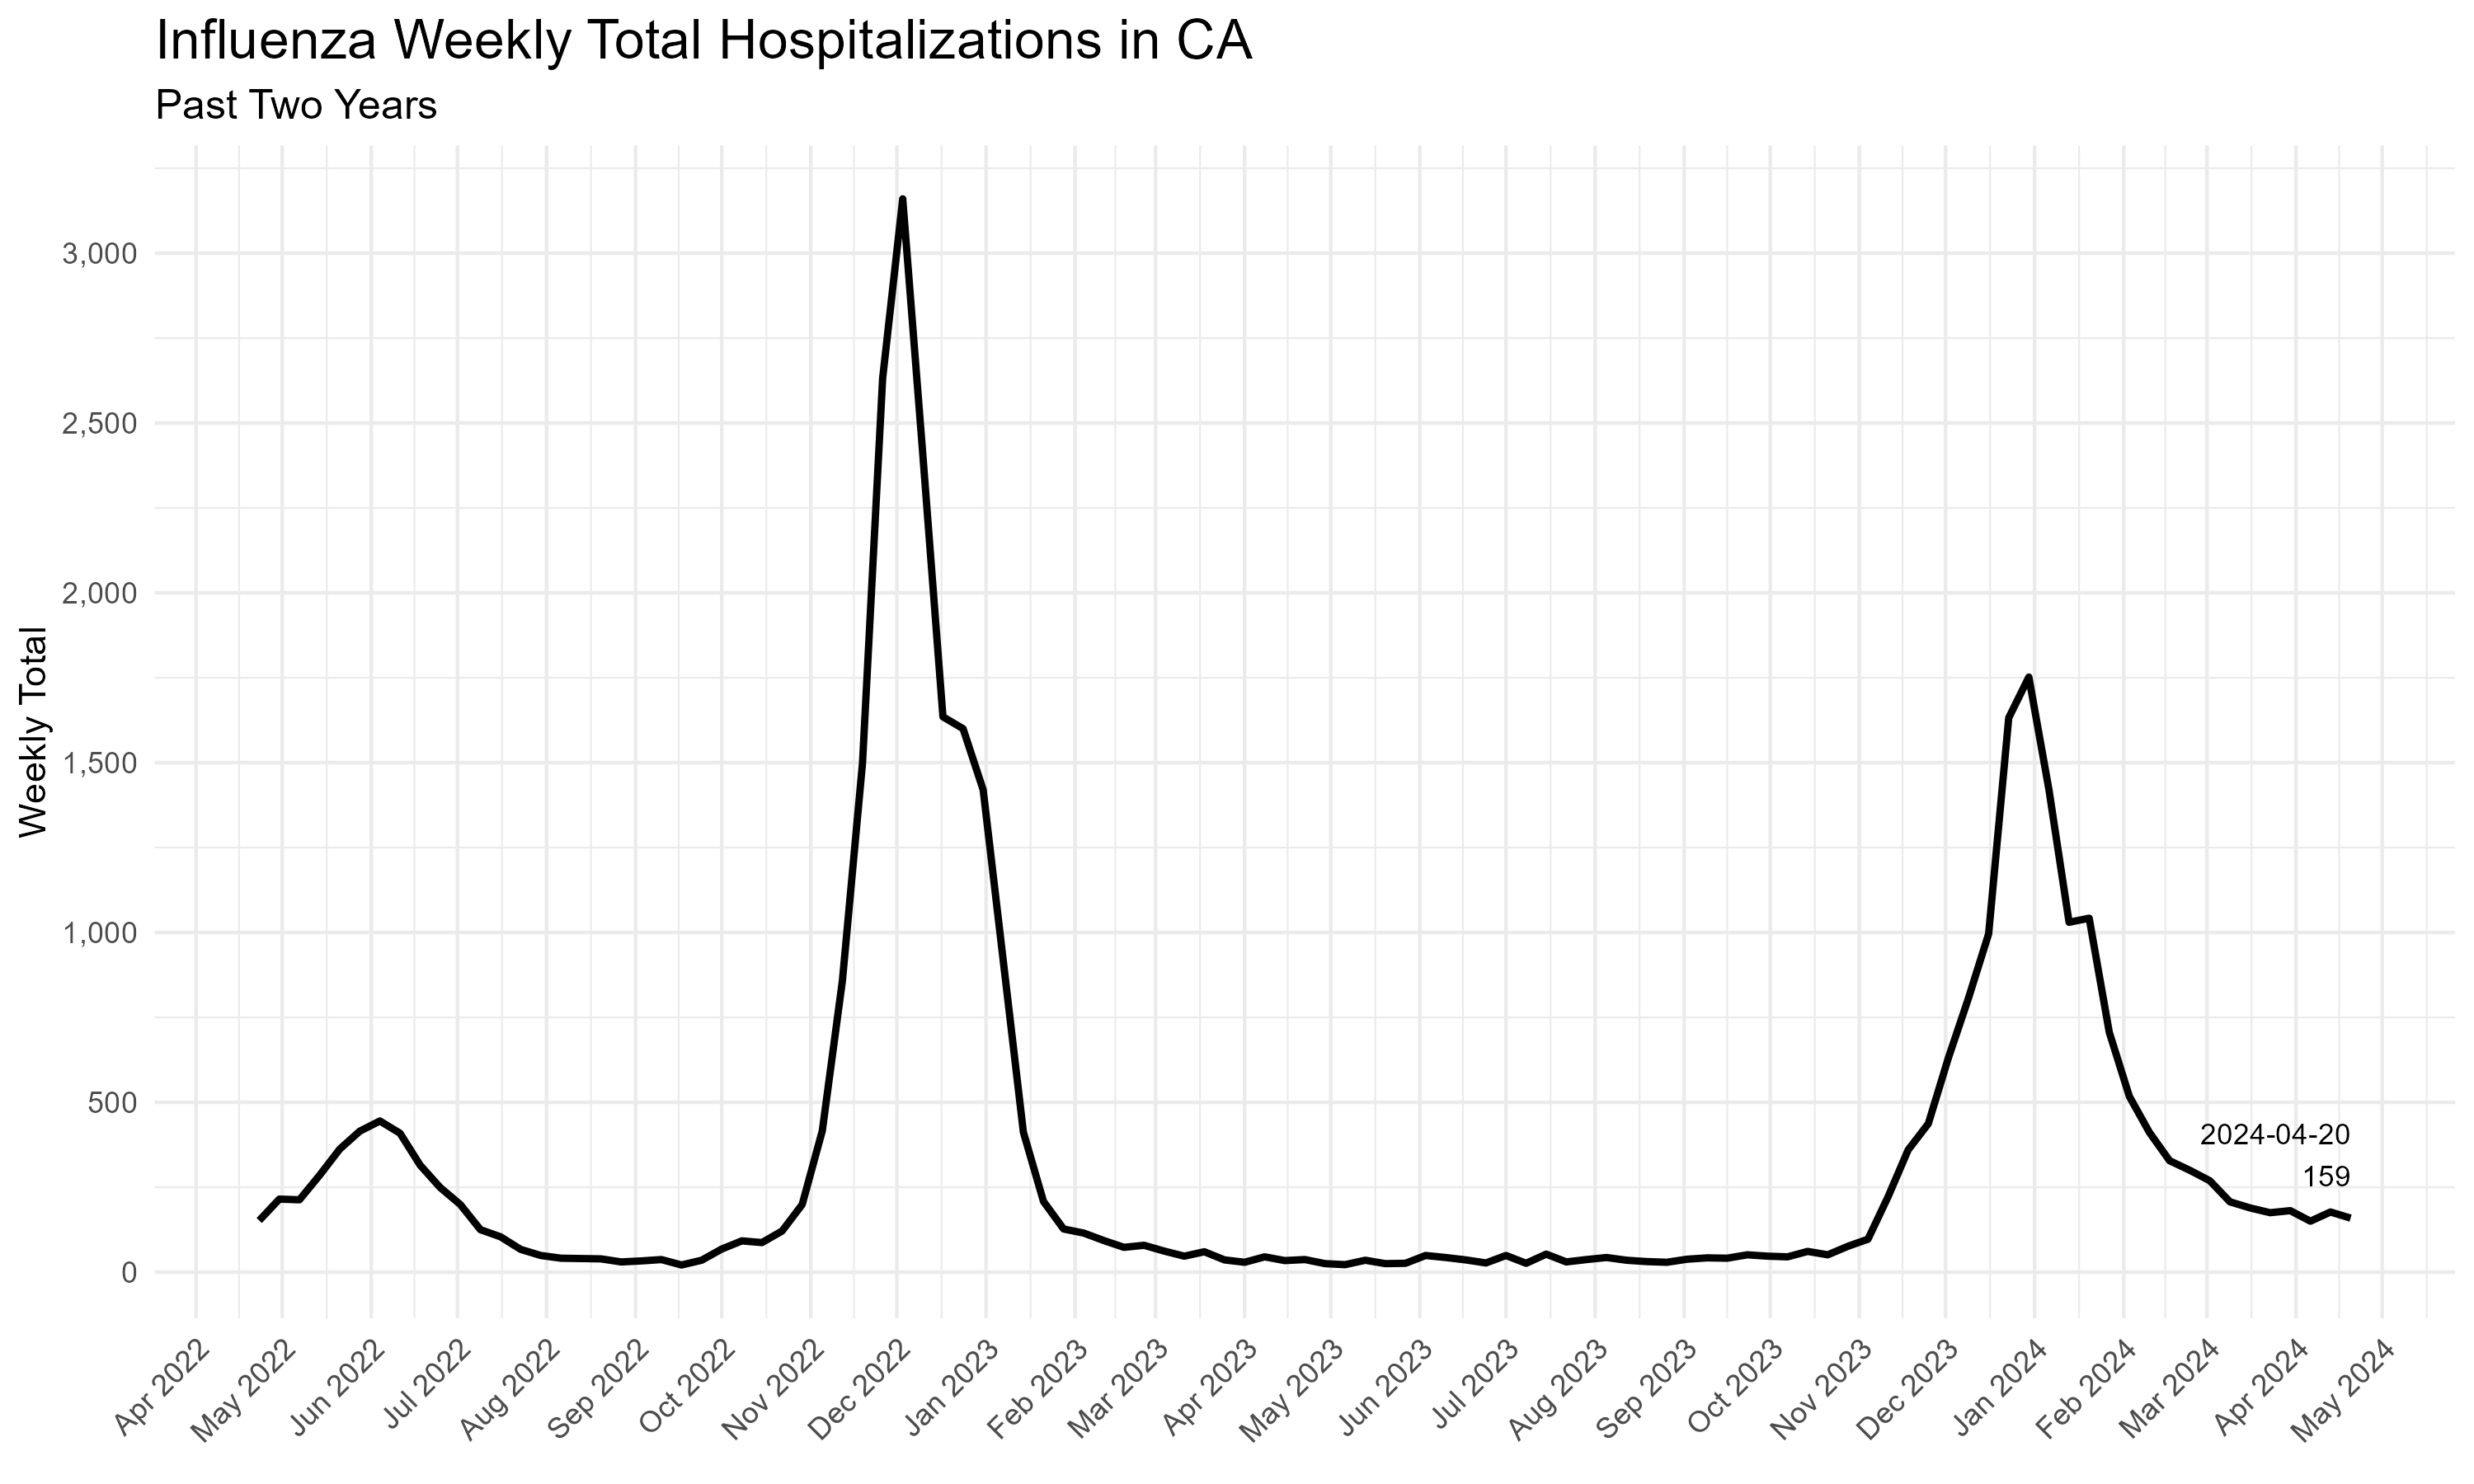 Influenza Weekly Total Hospitalizations in CA
Past Two Years
Weekly Total
3,000
2,500
2,000
1,500
1,000
500
0
2024-04-20
159
Apr 2022
May 2022
Jun 2022
Jul 2022
Aug 2022
Sep 2022
Oct 2022
Nov 2022
Dec 2022
Jan 2023
Feb 2023
Mar 2023
Apr 2023
May 2023
Jun 2023
Jul 2023
Aug 2023
Sep 2023
Oct 2023
Nov 2023
Dec 2023
Jan 2024
Feb 2024
Mar 2024
Apr 2024
May 2024